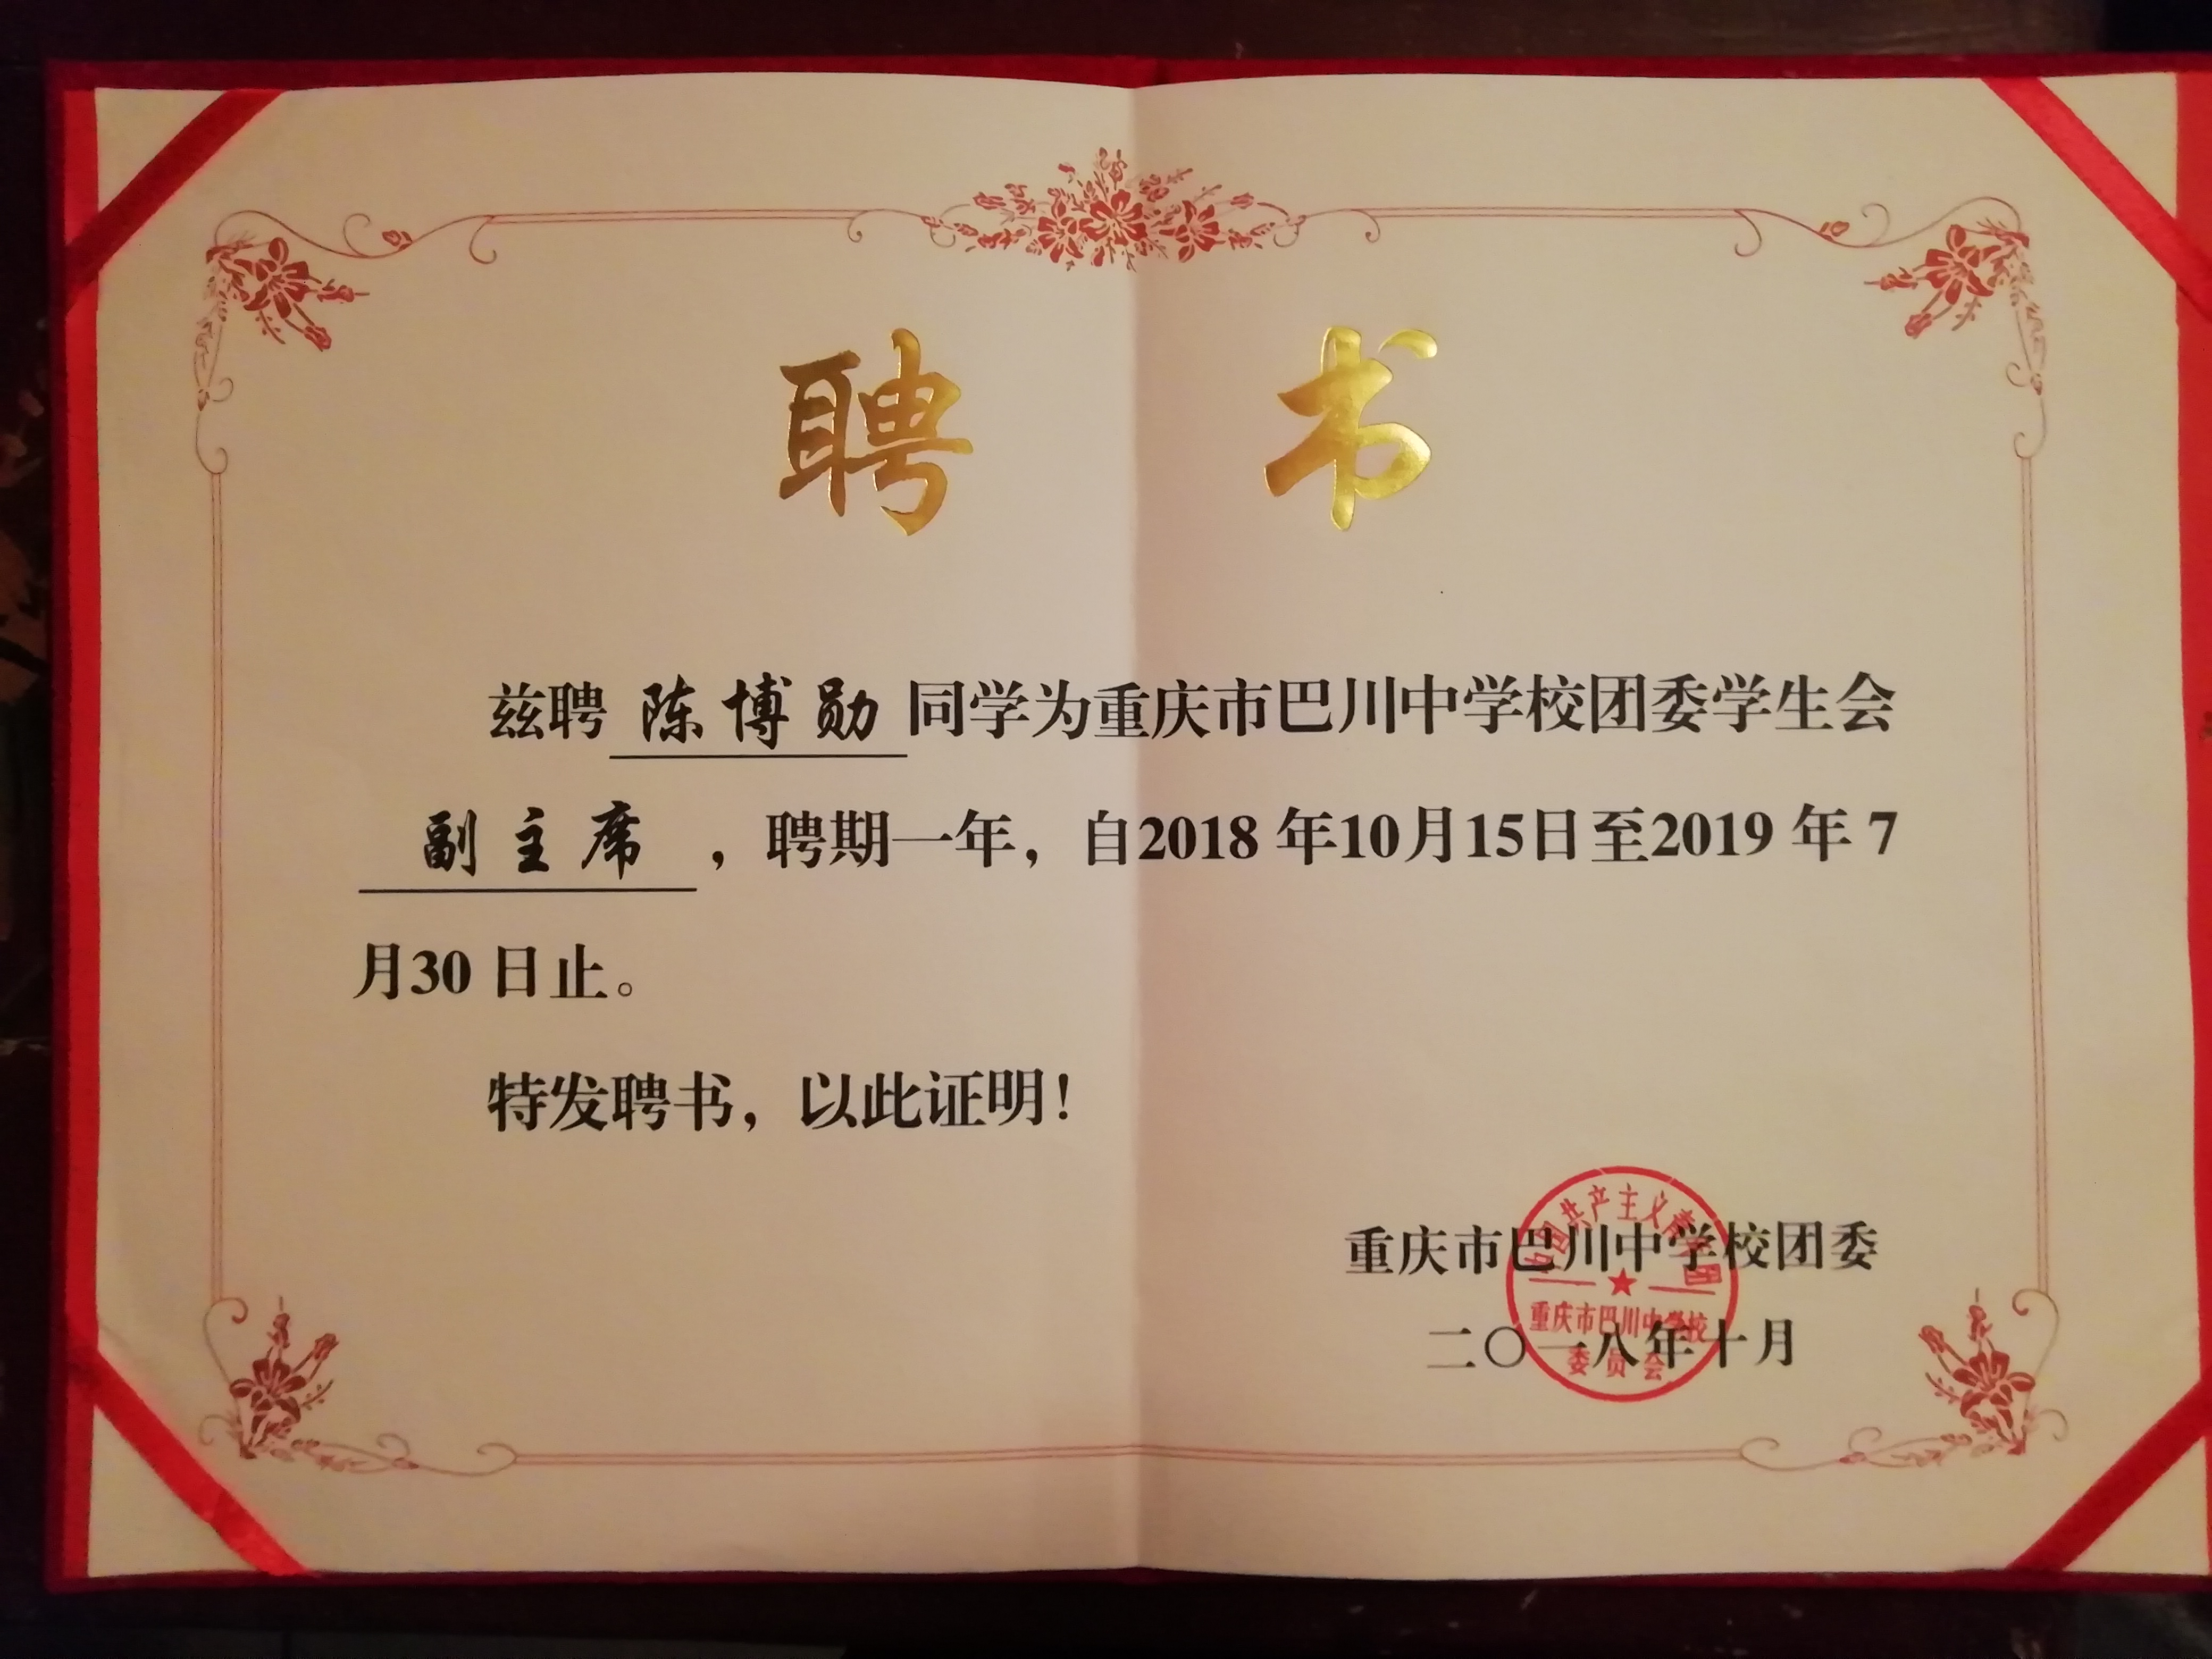 聘 书
兹聘 陈博勋 同学为重庆市巴川中学校团委学生会
副主席 ，聘期一年，自2018 年10月15日至2019 年 7
月30 日止。
特发聘书，以此证明！
重庆市巴川中学校团委
二〇一八年十月
中国共产主义青年团
重庆市巴川中学校
委员会